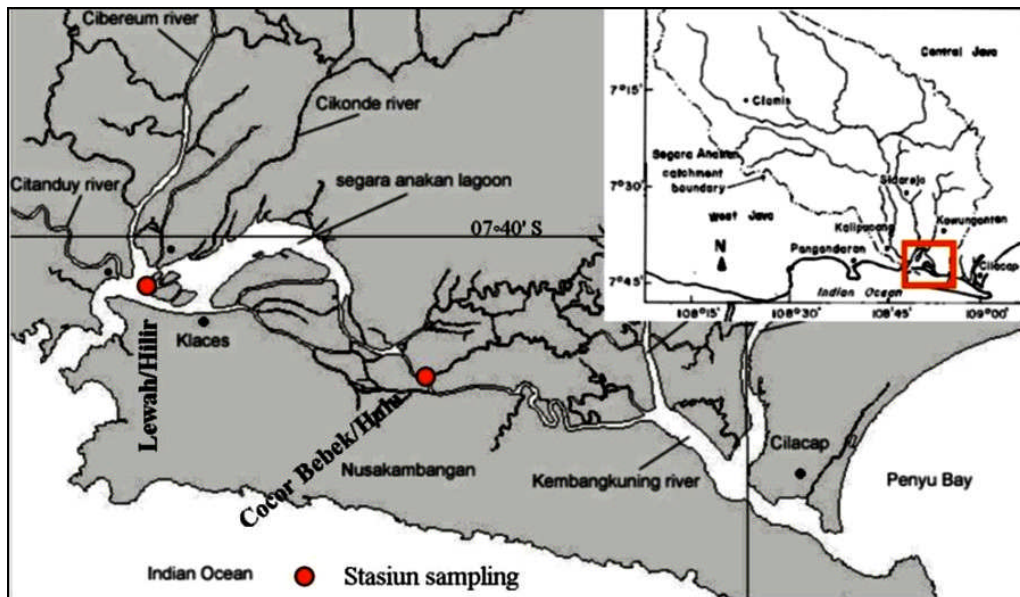 Cibereum river
Cikonde river
Citanduy river
segara anakan lagoon
07°40' S
Klaces
Lewah/Hilir
Cocor Bebek/Hulu
Nusakambangan
Kembangkuning river
Cilacap
Penyu Bay
Indian Ocean
Stasiun sampling
Central Java
7°15'
Ciamis
Segara Anakan
catchment
boundary
7°30'
Sidareja
West Java
Kalipucang
Kawunganten
N
Pangandaran
Cilacap
7°45'
Indian Ocean
108°15'
108°30'
108°45'
109°00'